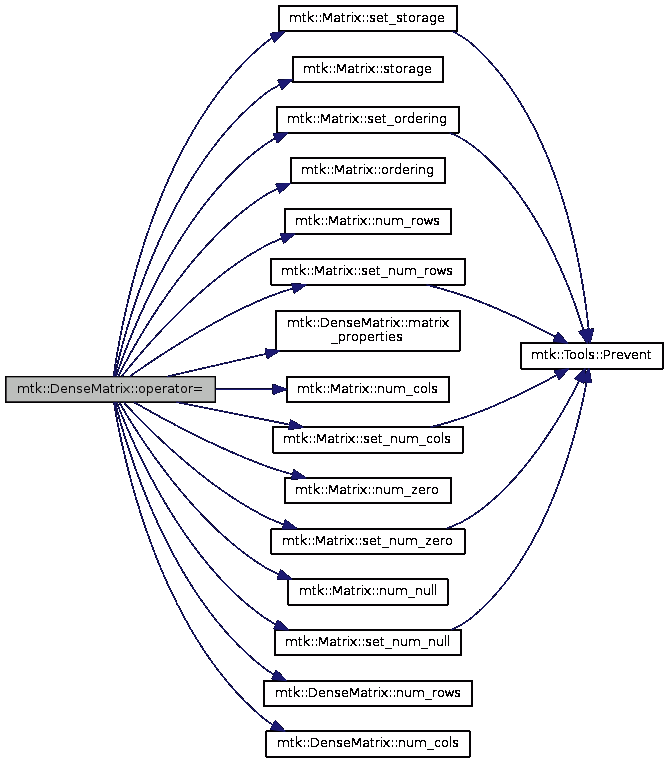 mtk::Matrix::set_storage
mtk::Matrix::storage
mtk::Matrix::set_ordering
mtk::Matrix::ordering
mtk::Matrix::num_rows
mtk::Matrix::set_num_rows
mtk::DenseMatrix::matrix
_properties
mtk::Tools::Prevent
mtk::DenseMatrix::operator=
mtk::Matrix::num_cols
mtk::Matrix::set_num_cols
mtk::Matrix::num_zero
mtk::Matrix::set_num_zero
mtk::Matrix::num_null
mtk::Matrix::set_num_null
mtk::DenseMatrix::num_rows
mtk::DenseMatrix::num_cols